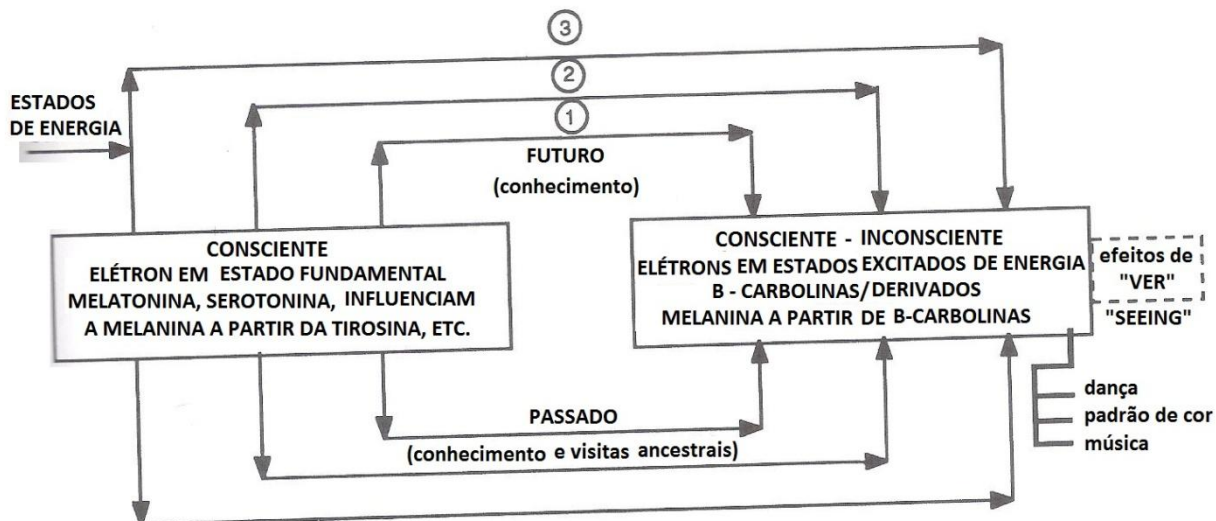 3
2
1
ESTADOS
DE ENERGIA
FUTURO
(conhecimento)
CONSCIENTE
ELÉTRON EM ESTADO FUNDAMENTAL
MELATONINA, SEROTONINA, INFLUENCIAM
A MELANINA A PARTIR DA TIROSINA, ETC.
CONSCIENTE - INCONSCIENTE
ELÉTRONS EM ESTADOS EXCITADOS DE ENERGIA
B - CARBOLINAS/DERIVADOS
MELANINA A PARTIR DE B-CARBOLINAS
efeitos de
"VER"
"SEEING"
dança
padrão de cor
música
PASSADO
(conhecimento e visitas ancestrais)